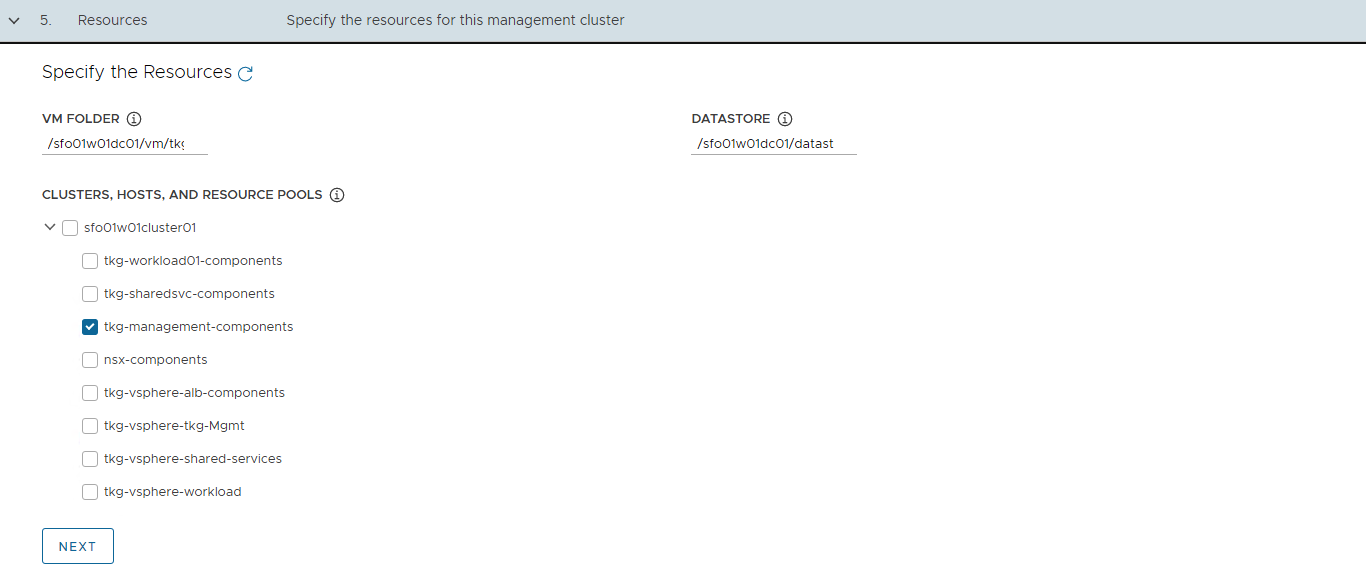 5. Resources Specify the resources for this management cluster
Specify the Resources
VM FOLDER DATASTORE
/sfo01w01dc01/vm/tkg /sfo01w01dc01/datast
CLUSTERS, HOSTS, AND RESOURCE POOLS
sfo01w01cluster01
tkg-workload01-components
tkg-sharedsvc-components
tkg-management-components
nsx-components
tkg-vsphere-alb-components
tkg-vsphere-tkg-Mgmt
tkg-vsphere-shared-services
tkg-vsphere-workload
NEXT